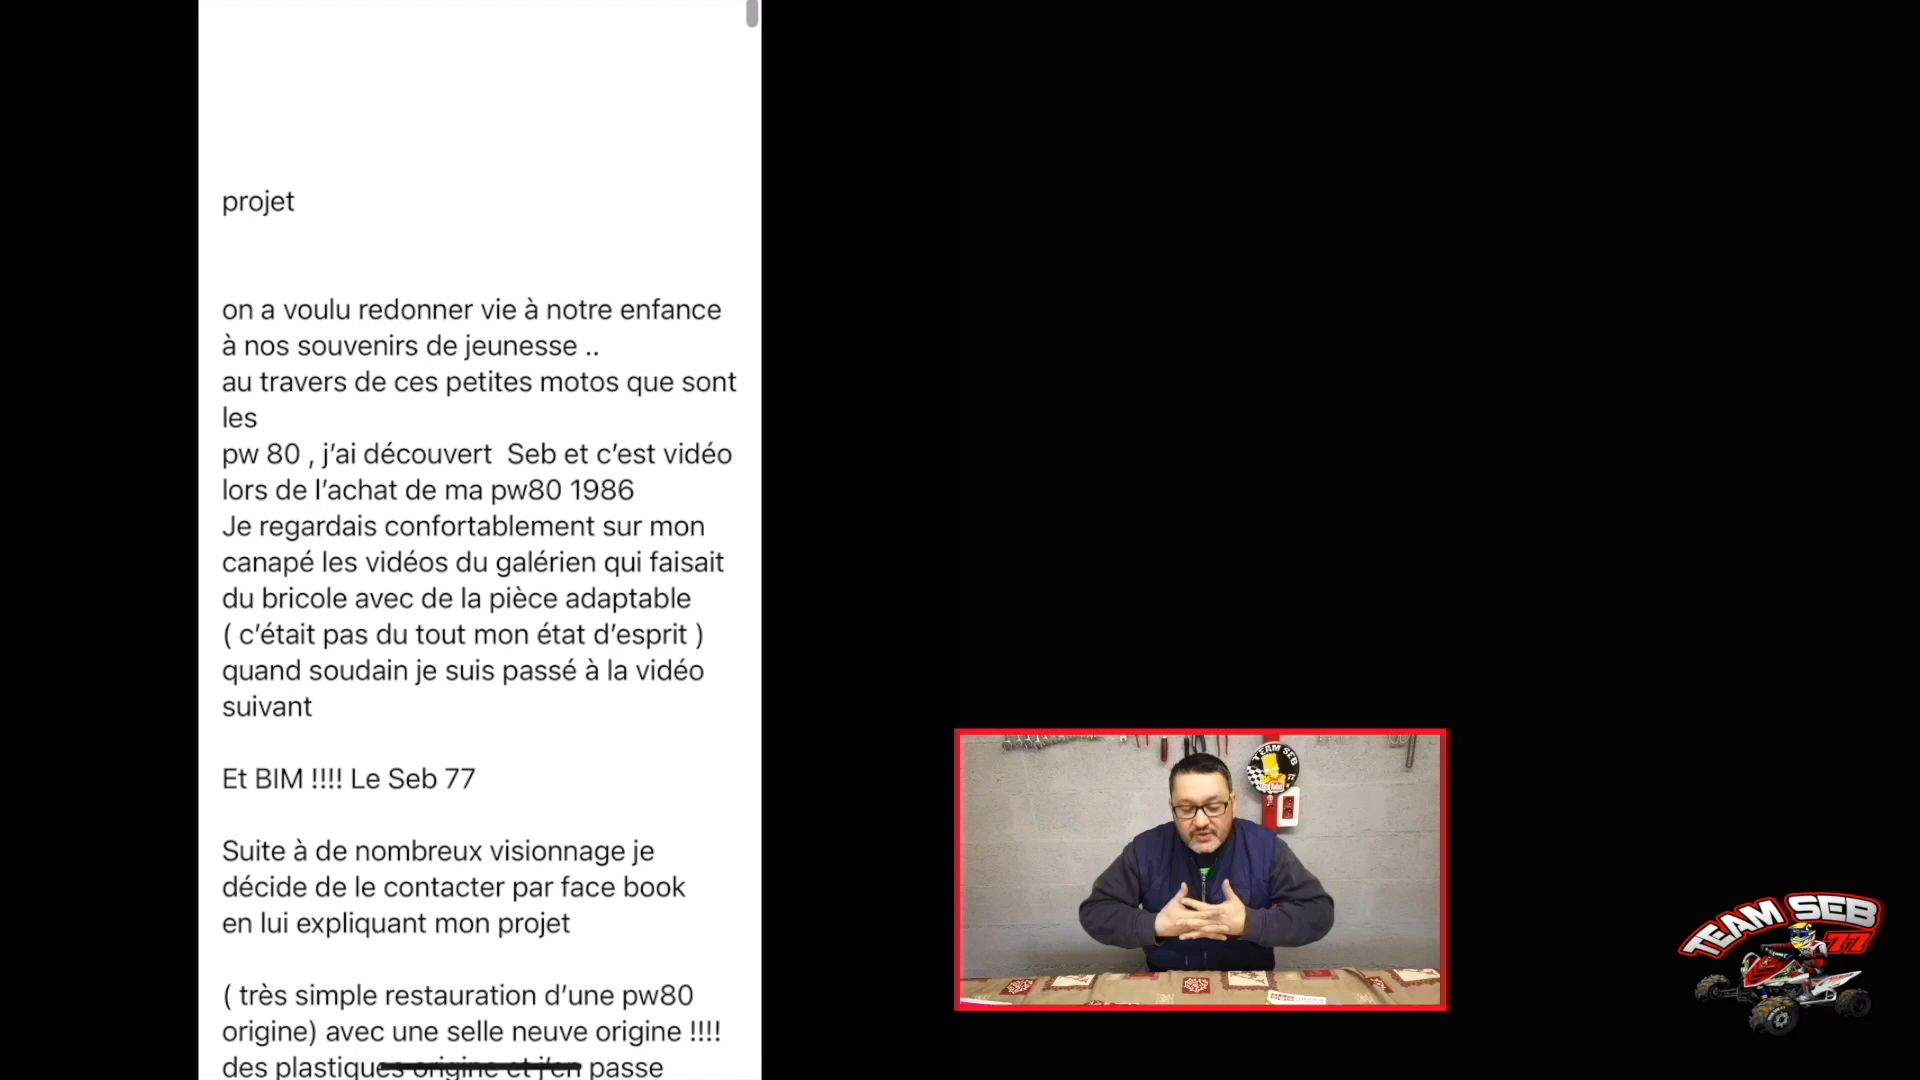 projet
on a voulu redonner vie à notre enfance
à nos souvenirs de jeunesse ..
au travers de ces petites motos que sont
les
pw 80 , j’ai découvert  Seb et c’est vidéo
lors de l’achat de ma pw80 1986
Je regardais confortablement sur mon
canapé les vidéos du galérien qui faisait
du bricole avec de la pièce adaptable
( c’était pas du tout mon état d’esprit )
quand soudain je suis passé à la vidéo
suivant
Et BIM !!!! Le Seb 77
Suite à de nombreux visionnage je
décide de le contacter par face book
en lui expliquant mon projet
( très simple restauration d’une pw80
origine) avec une selle neuve origine !!!!
des plastiques origine et j’en passe
TEAM SEB
77
TEAM SEB
77